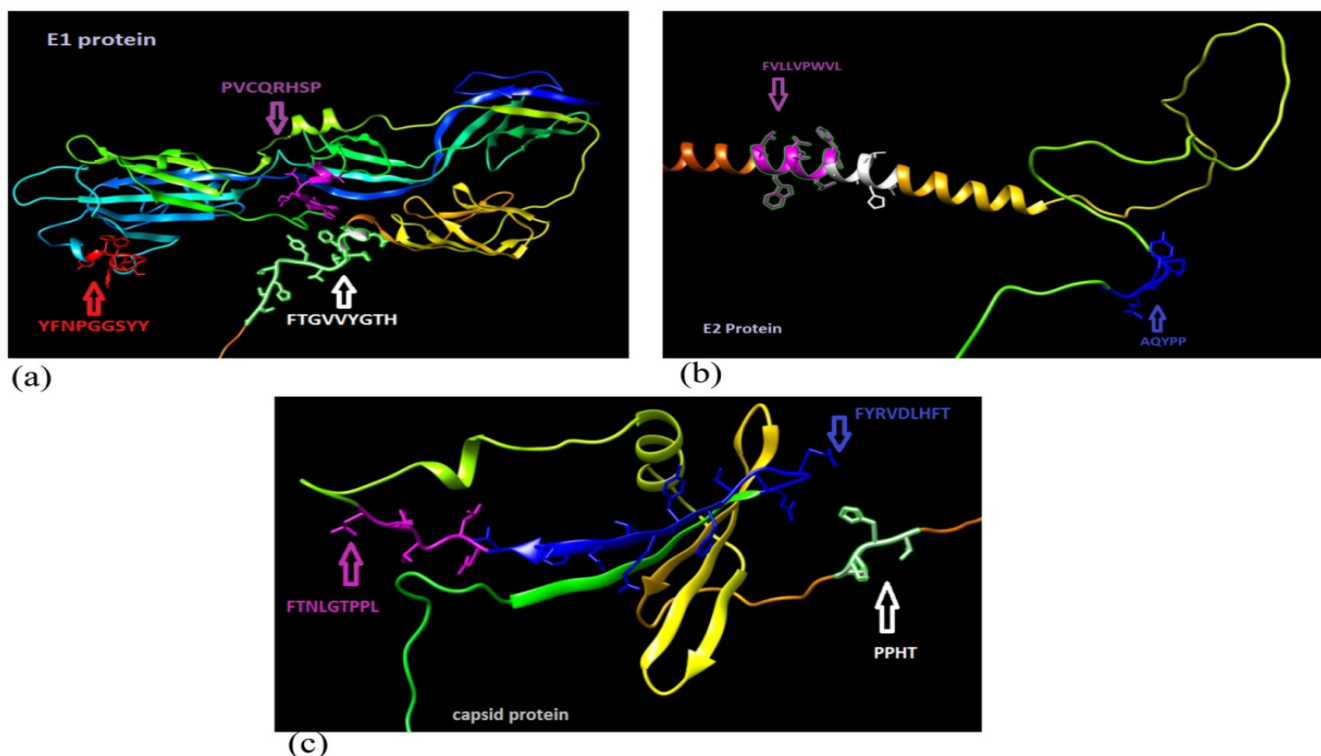 E1 protein
PVCQRHSP
YFNPGGSYY
FTGVVYGTH
(a)
FVLLVPWVL
E2 Protein
AQYPP
(b)
FYRVDLHFT
FTNLGTPPL
PPHT
capsid protein
(c)